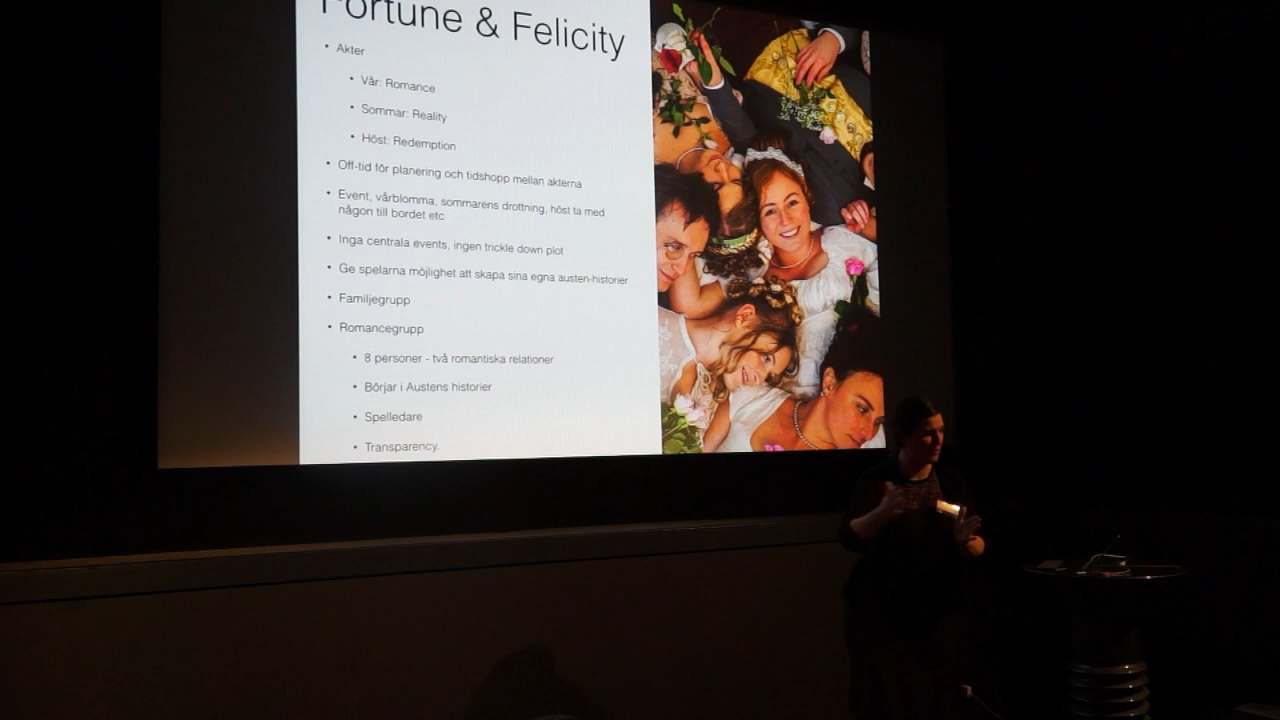 Fortune & Felicity
• Akter
• Vår: Romance
• Sommar: Reality
• Höst: Redemption
• Off-tid för planering och tidshopp mellan akterna
• Event, vårblomma, sommarens drottning, höst ta med
någon till bordet etc
• Inga centrala events, ingen trickle down plot
• Ge spelarna möjlighet att skapa sina egna austen-historier
• Familjegrupp
• Romancegrupp
• 8 personer - två romantiska relationer
• Börjar i Austens historier
• Spelledare
• Transparency.